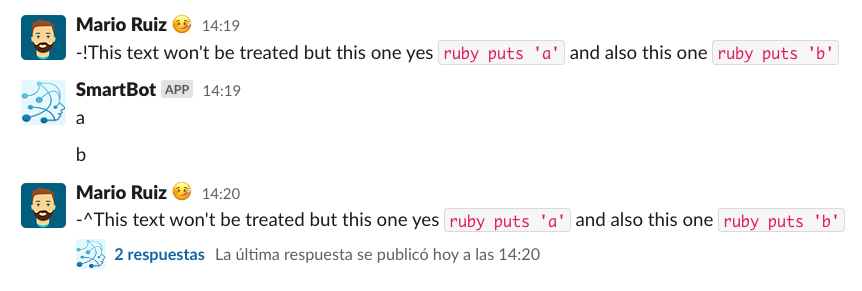 Mario Ruiz 14:19
-!This text won't be treated but this one yes ruby puts 'a' and also this one ruby puts 'b'
SmartBot APP 14:19
a
b
Mario Ruiz 14:20
-^This text won't be treated but this one yes ruby puts 'a' and also this one ruby puts 'b'
2 respuestas La última respuesta se publicó hoy a las 14:20